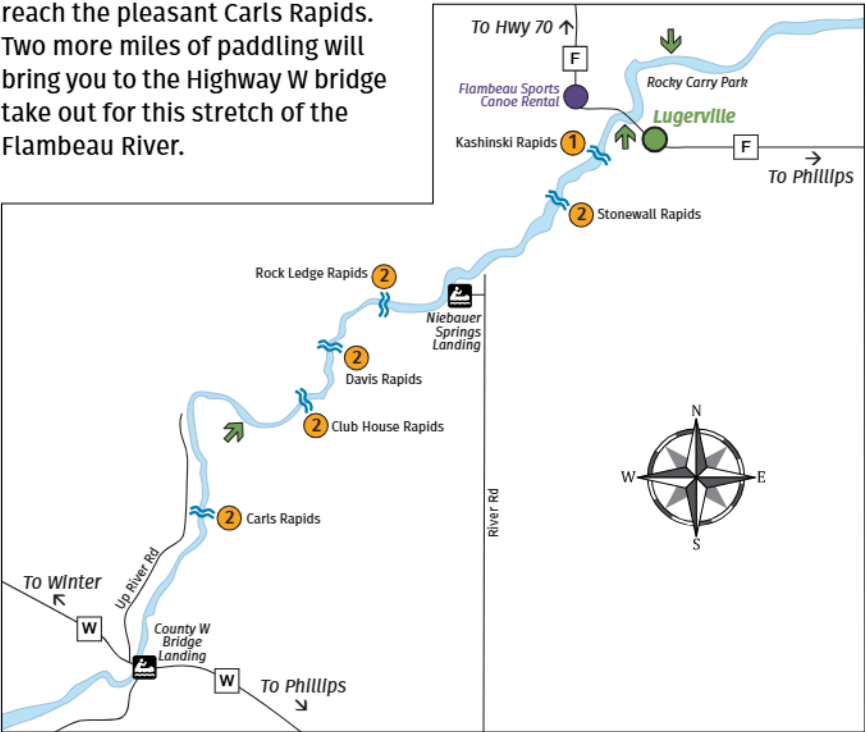 reach the pleasant Carls Rapids.
Two more miles of paddling will
bring you to the Highway W bridge
take out for this stretch of the
Flambeau River.
To Hwy 70
F
Flambeau Sports
Canoe Rental
Rocky Carry Park
Lugerville
Kashinski Rapids 1
F
To Phillips
2 Stonewall Rapids
Rock Ledge Rapids 2
Niebauer
Springs
Landing
2
Davis Rapids
2 Club House Rapids
N
W
E
S
River Rd
2 Carls Rapids
Up River Rd
To Winter
W
County W
Bridge
Landing
W
To Phillips